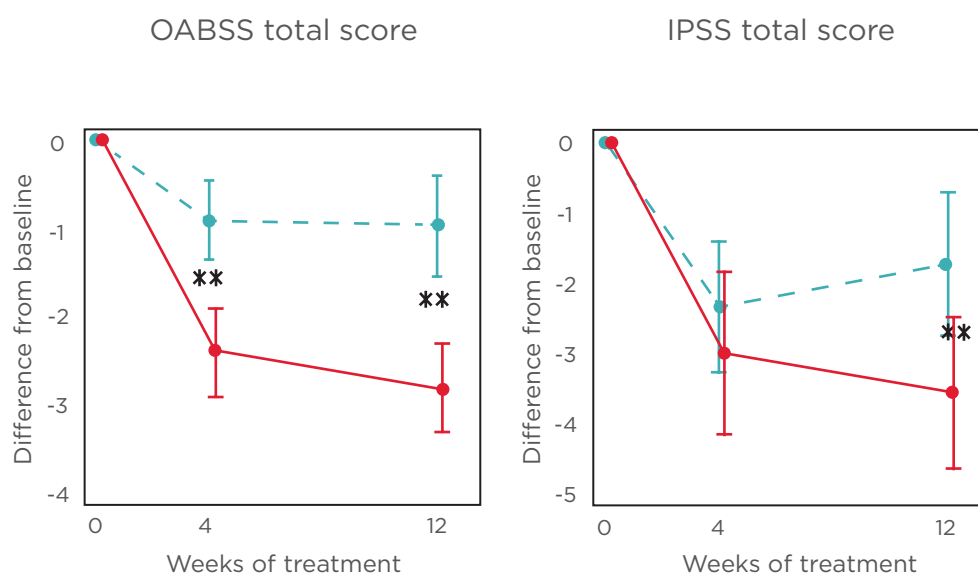 OABSS total score
Difference from baseline
0
-1
-2
-3
-4
**
**
0 4 12
Weeks of treatment
IPSS total score
Difference from baseline
0
-1
-2
-3
-4
-5
**
0 4 12
Weeks of treatment